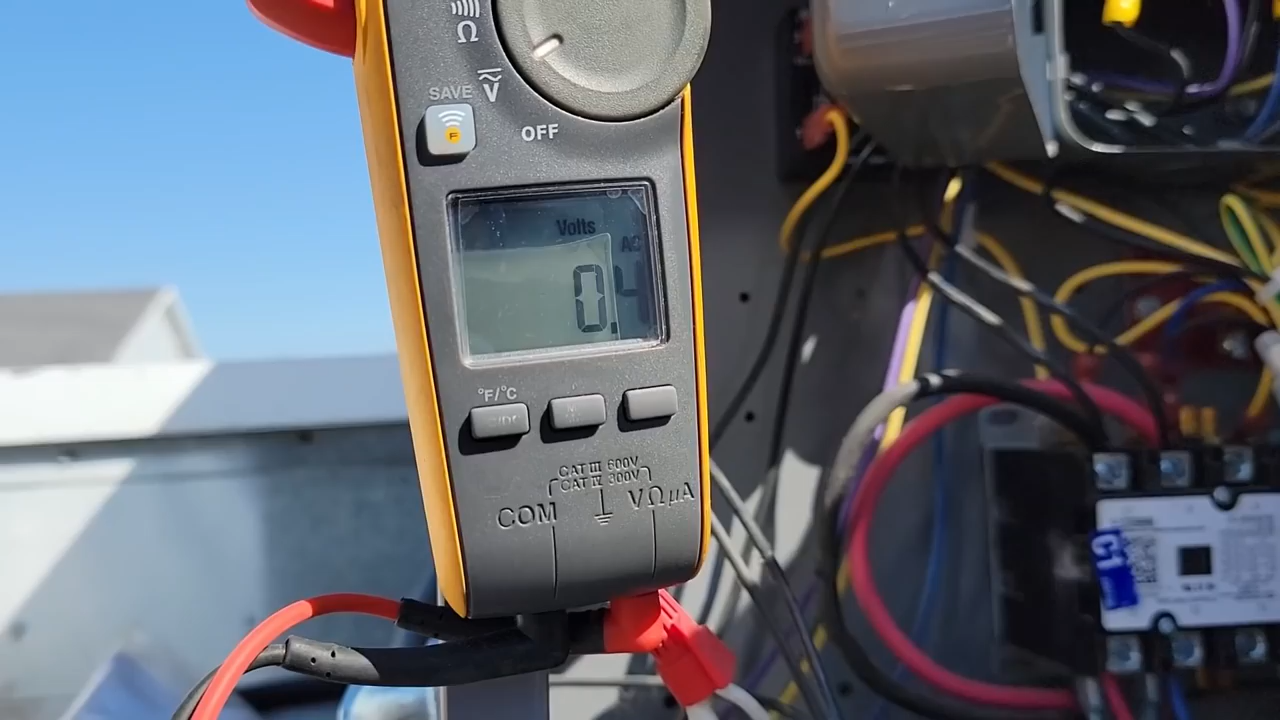 Ω
SAVE
V
F
OFF
Volts
AC
0.4
°F/°C
CAT III 600V
CAT IV 300V
COM
VΩµA
C1